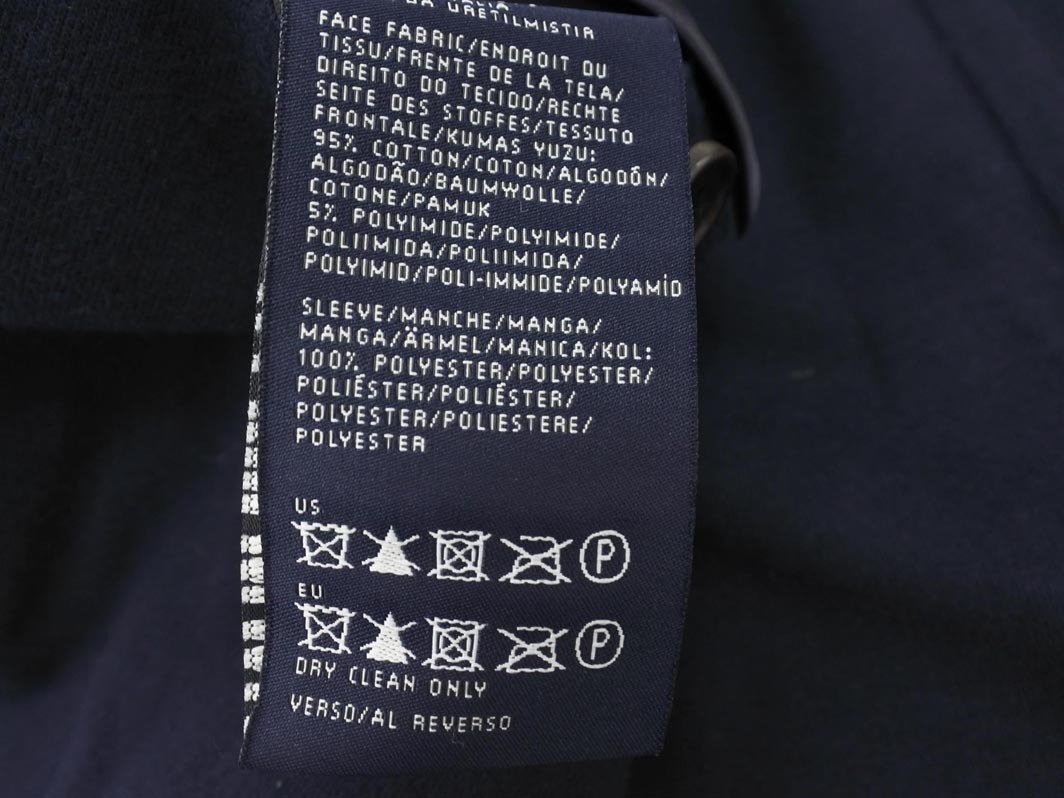 DA ÜRETILMISTIR
FACE FABRIC/ENDROIT DU
TISSU/FRENTE DE LA TELA/
DIREITO DO TECIDO/RECHTE
SEITE DES STOFFES/TESSUTO
FRONTALE/KUMAS YUZU:
95% COTTON/COTON/ALGODÓN/
ALGODÃO/BAUMWOLLE/
COTONE/PAMUK
5% POLYIMIDE/POLYIMIDE/
POLIIMIDA/POLIIMIDA/
POLYIMID/POLI-IMMIDE/POLYAMİD
SLEEVE/MANCHE/MANGA/
MANGA/ÄRMEL/MANICA/KOL:
100% POLYESTER/POLYESTER/
POLIÉSTER/POLIÉSTER/
POLYESTER/POLIESTERE/
POLYESTER
US
P
EU
P
DRY CLEAN ONLY
VERSO/AL REVERSO